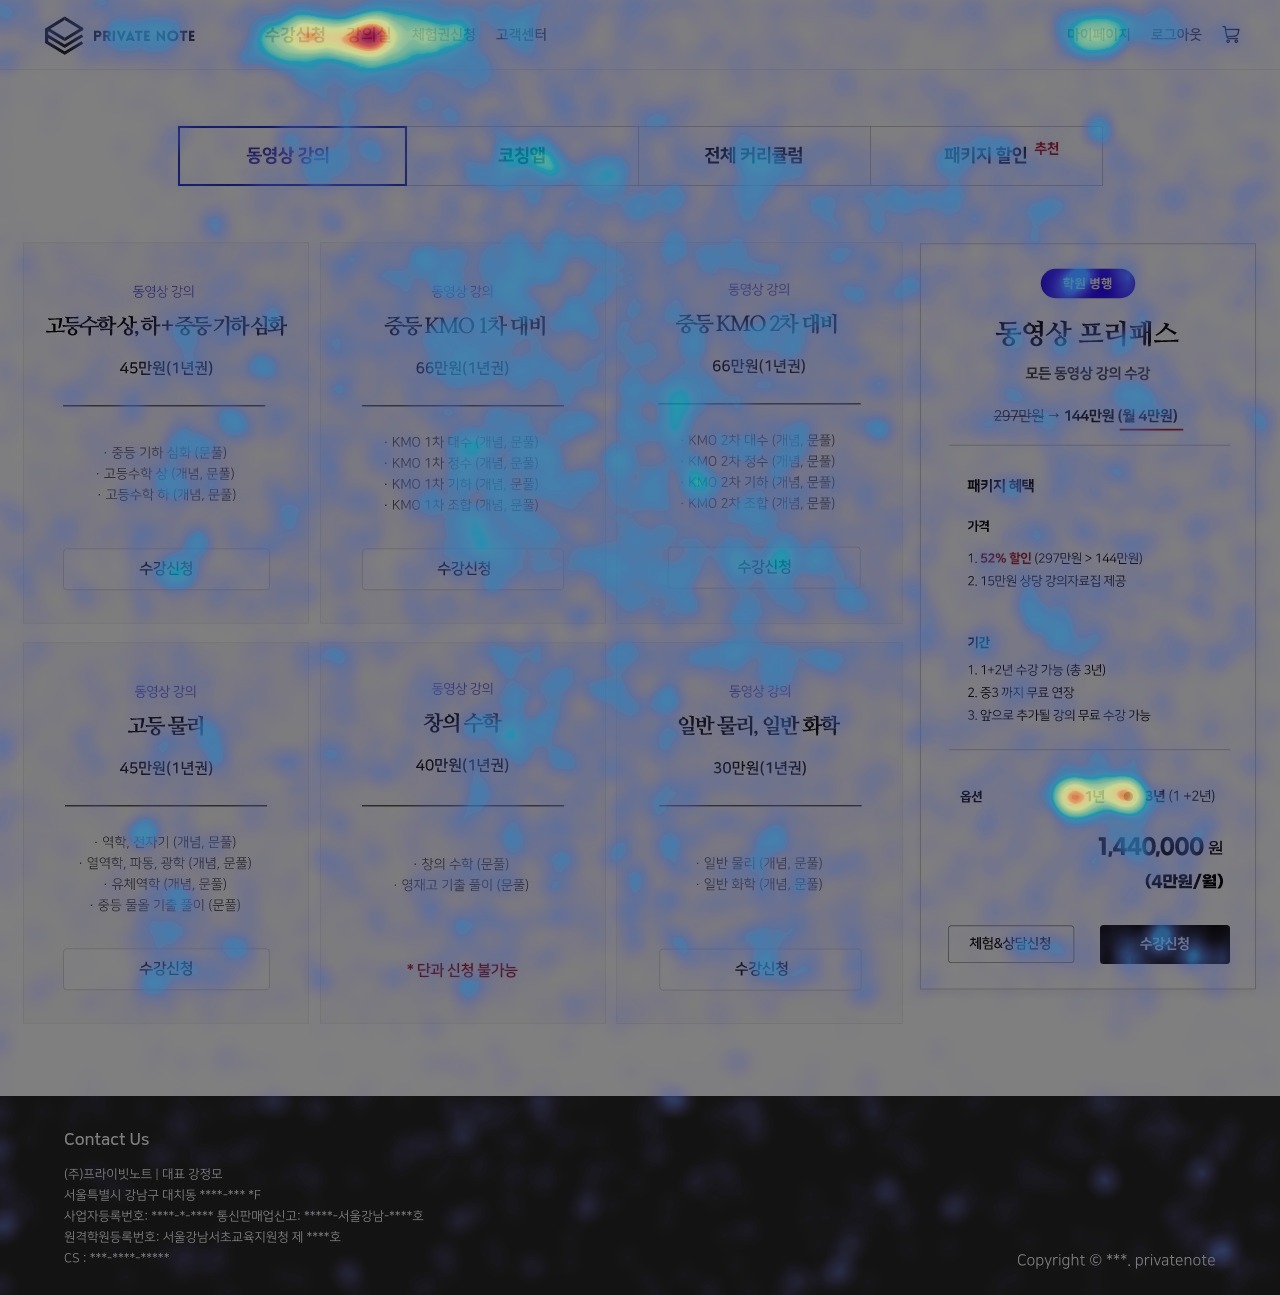 PRIVATE NOTE 수강신청 강의실 체험권신청 고객센터 마이페이지 로그아웃
동영상 강의 코칭앱 전체 커리큘럼 패키지 할인 추천
동영상 강의
고등수학 상, 하 + 중등 기하 심화
45만원(1년권)
· 중등 기하 심화 (문풀)
· 고등수학 상 (개념, 문풀)
· 고등수학 하 (개념, 문풀)
수강신청
동영상 강의
중등 KMO 1차 대비
66만원(1년권)
· KMO 1차 대수 (개념, 문풀)
· KMO 1차 정수 (개념, 문풀)
· KMO 1차 기하 (개념, 문풀)
· KMO 1차 조합 (개념, 문풀)
수강신청
동영상 강의
중등 KMO 2차 대비
66만원(1년권)
· KMO 2차 대수 (개념, 문풀)
· KMO 2차 정수 (개념, 문풀)
· KMO 2차 기하 (개념, 문풀)
· KMO 2차 조합 (개념, 문풀)
수강신청
동영상 강의
고등 물리
45만원(1년권)
· 역학, 전자기 (개념, 문풀)
· 열역학, 파동, 광학 (개념, 문풀)
· 유체역학 (개념, 문풀)
· 중등 물올 기출 풀이 (문풀)
수강신청
동영상 강의
창의 수학
40만원(1년권)
· 창의 수학 (문풀)
· 영재고 기출 풀이 (문풀)
* 단과 신청 불가능
동영상 강의
일반 물리, 일반 화학
30만원(1년권)
· 일반 물리 (개념, 문풀)
· 일반 화학 (개념, 문풀)
수강신청
학원 병행
동영상 프리패스
모든 동영상 강의 수강
297만원 → 144만원 (월 4만원)
패키지 혜택
가격
1. 52% 할인 (297만원 > 144만원)
2. 15만원 상당 강의자료집 제공
기간
1. 1+2년 수강 가능 (총 3년)
2. 중3 까지 무료 연장
3. 앞으로 추가될 강의 무료 수강 가능
옵션 1년 3년 (1 +2년)
1,440,000 원
(4만원/월)
체험&상담신청 수강신청
Contact Us
(주)프라이빗노트 | 대표 강정모
서울특별시 강남구 대치동 ****-*** *F
사업자등록번호: ****-*-**** 통신판매업신고: *****-서울강남-****호
원격학원등록번호: 서울강남서초교육지원청 제 ****호
CS : ***-****-*****
Copyright © ***. privatenote